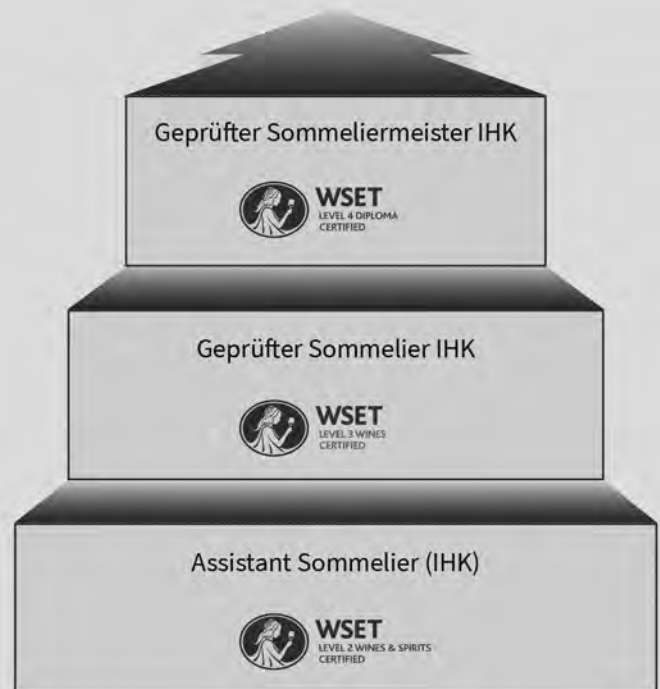 Geprüfter Sommeliermeister IHK
WSET
LEVEL 4 DIPLOMA
CERTIFIED
Geprüfter Sommelier IHK
WSET
LEVEL 3 WINES
CERTIFIED
Assistant Sommelier (IHK)
WSET
LEVEL 2 WINES & SPIRITS
CERTIFIED